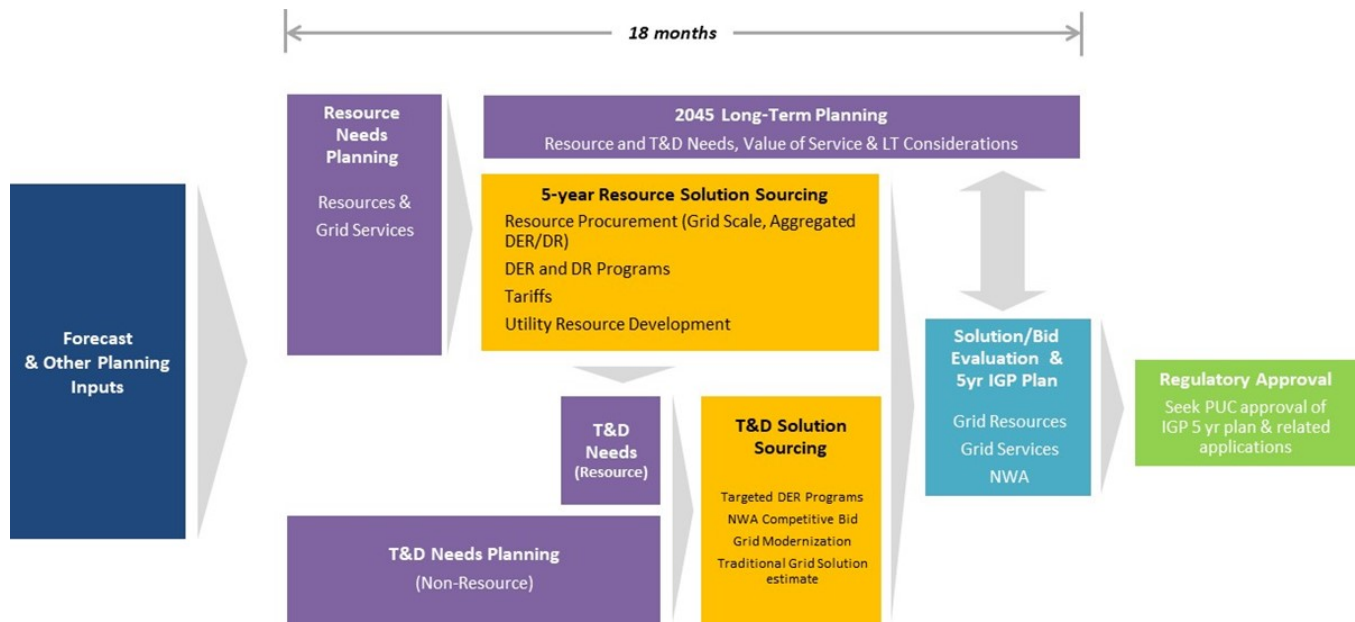 18 months
Resource
Needs
Planning
Resources &
Grid Services
2045 Long-Term Planning
Resource and T&D Needs, Value of Service & LT Considerations
5-year Resource Solution Sourcing
Resource Procurement (Grid Scale, Aggregated
DER/DR)
DER and DR Programs
Tariffs
Utility Resource Development
Forecast
& Other Planning
Inputs
T&D
Needs
(Resource)
T&D Solution
Sourcing
Targeted DER Programs
NWA Competitive Bid
Grid Modernization
Traditional Grid Solution
estimate
T&D Needs Planning
(Non-Resource)
Solution/Bid
Evaluation &
5yr IGP Plan
Grid Resources
Grid Services
NWA
Regulatory Approval
Seek PUC approval of
IGP 5 yr plan & related
applications